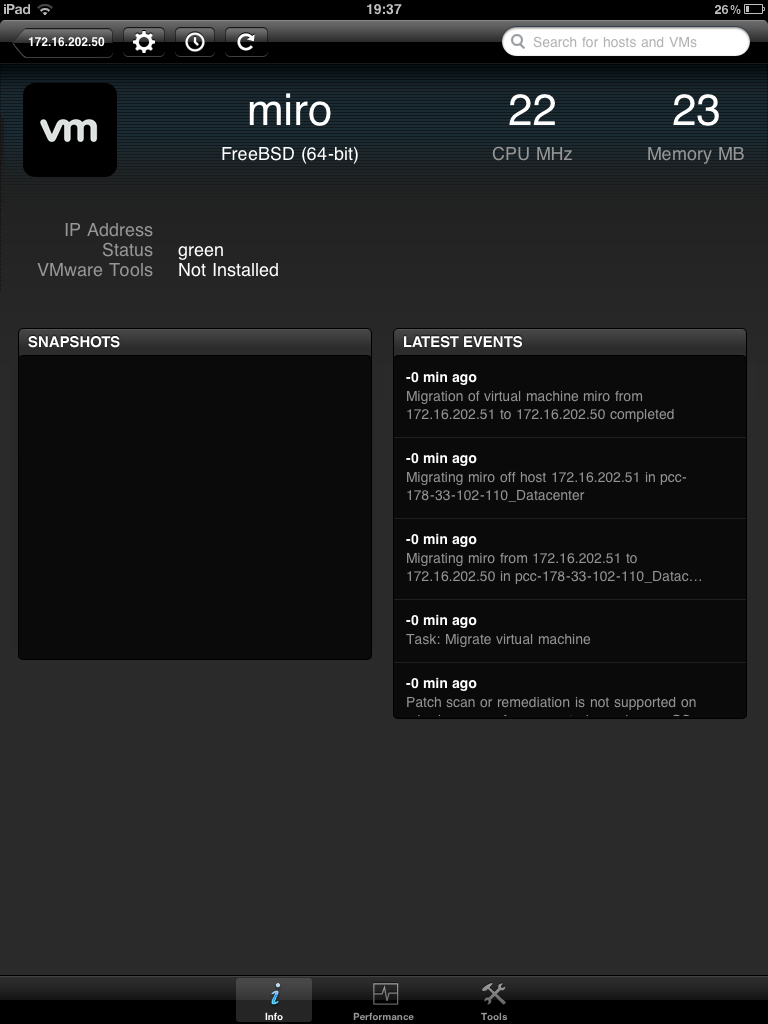 iPad
19:37
26%
172.16.202.50
Search for hosts and VMs
vm
miro
22
23
FreeBSD (64-bit)
CPU MHz
Memory MB
IP Address
Status green
VMware Tools Not Installed
SNAPSHOTS
LATEST EVENTS
-0 min ago
Migration of virtual machine miro from
172.16.202.51 to 172.16.202.50 completed
-0 min ago
Migrating miro off host 172.16.202.51 in pcc-
178-33-102-110_Datacenter
-0 min ago
Migrating miro from 172.16.202.51 to
172.16.202.50 in pcc-178-33-102-110_Datac…
-0 min ago
Task: Migrate virtual machine
-0 min ago
Patch scan or remediation is not supported on
Info
Performance
Tools